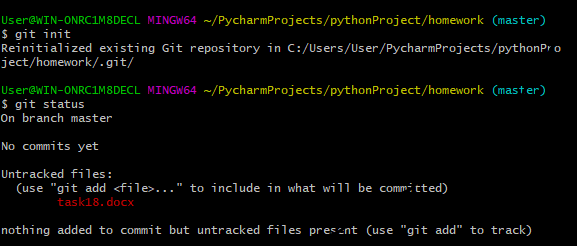 User@WIN-ONRC1M8DECL MINGW64 ~/PycharmProjects/pythonProject/homework (master)
$ git init
Reinitialized existing Git repository in C:/Users/User/PycharmProjects/pythonPro
ject/homework/.git/
User@WIN-ONRC1M8DECL MINGW64 ~/PycharmProjects/pythonProject/homework (master)
$ git status
On branch master
No commits yet
Untracked files:
(use "git add <file>..." to include in what will be committed)
task18.docx
nothing added to commit but untracked files present (use "git add" to track)